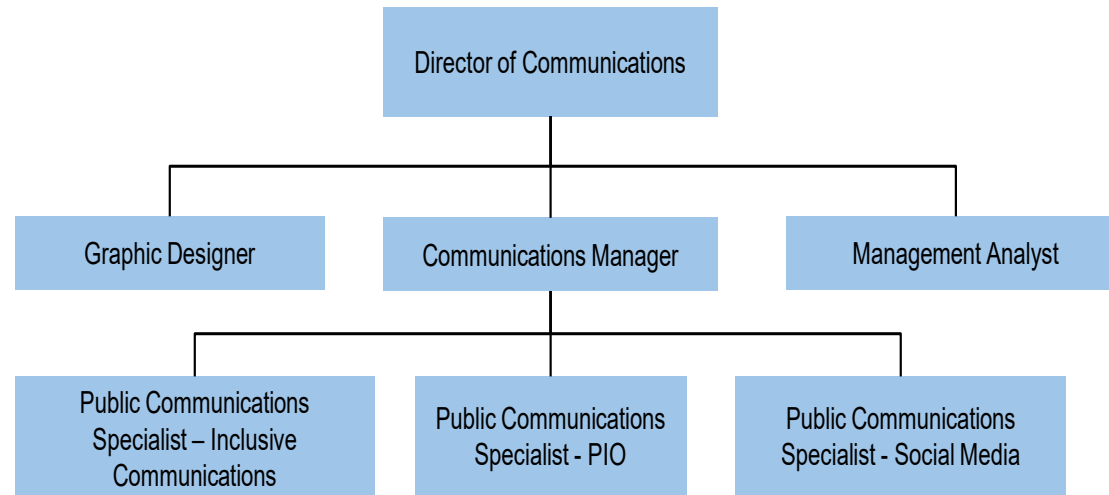 Director of Communications
Graphic Designer
Communications Manager
Management Analyst
Public Communications
Specialist – Inclusive
Communications
Public Communications
Specialist - PIO
Public Communications
Specialist - Social Media